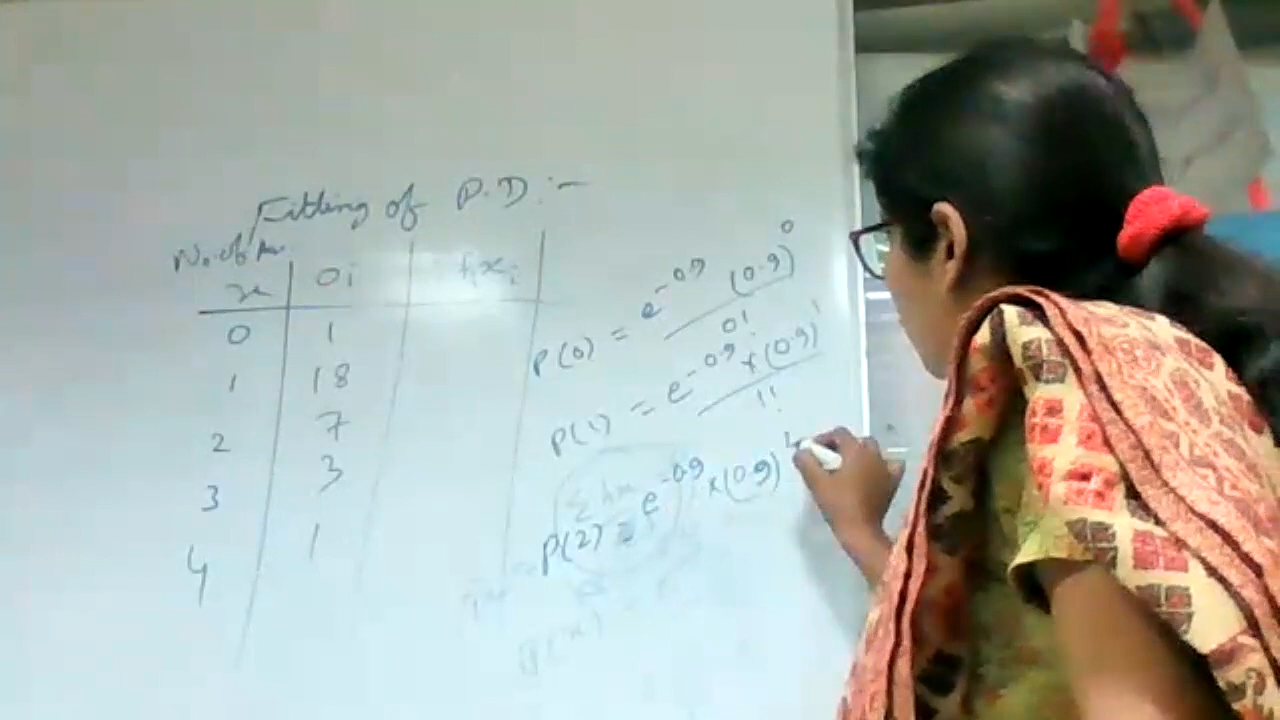 Fitting of P.D :-
No. of
x Oi fixi
0 1
1 18
2 7
3 3
4 1
P(0) = e^-0.9 (0.9)^0 / 0!
P(1) = e^-0.9 × (0.9)^1 / 1!
P(2) = e^-0.9 × (0.9)